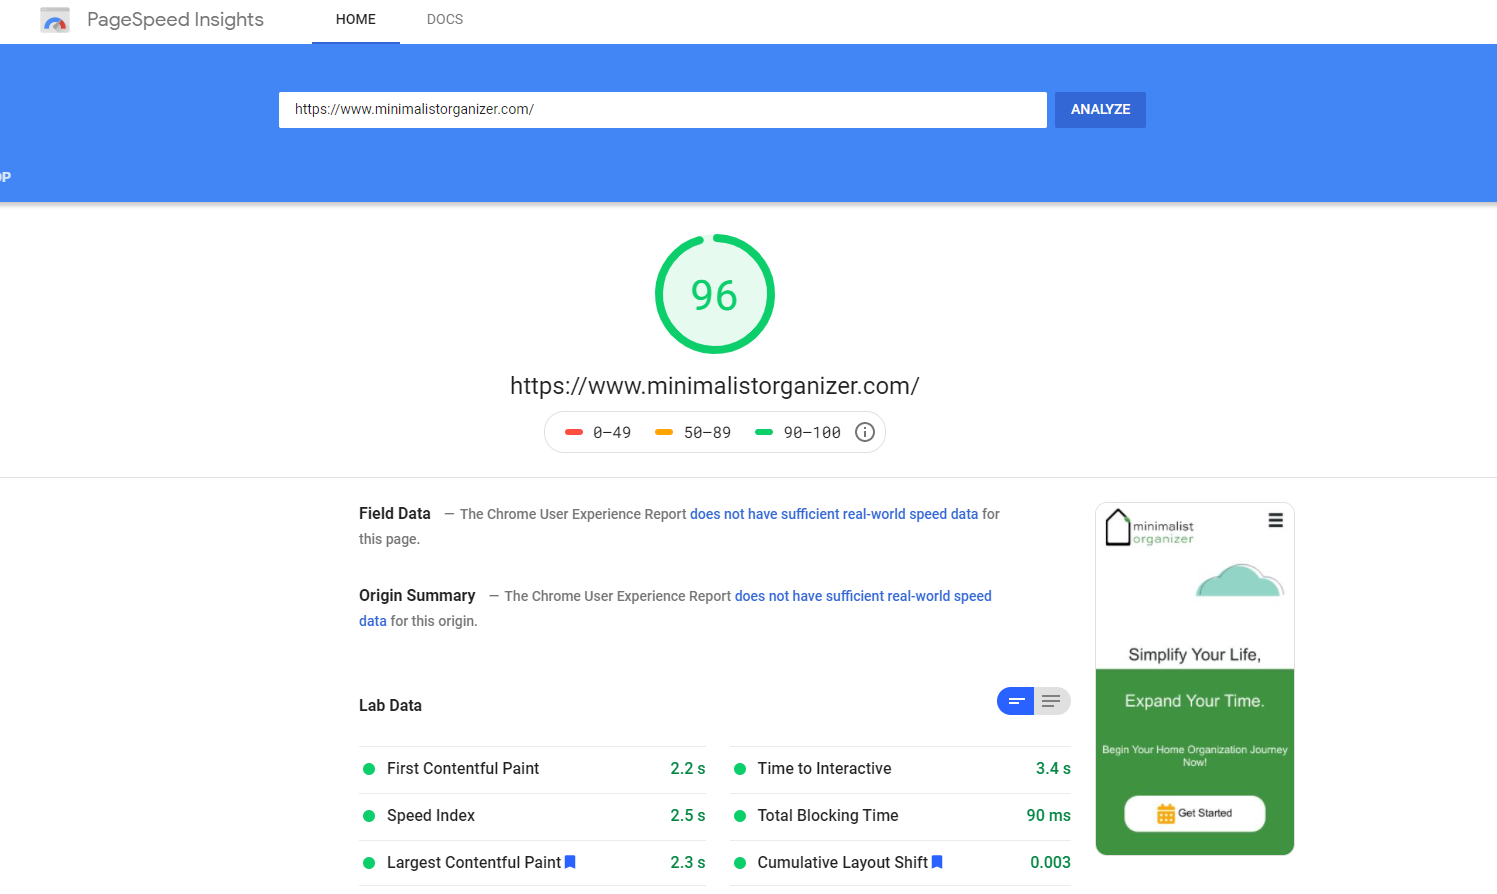 PageSpeed Insights HOME DOCS
https://www.minimalistorganizer.com/ ANALYZE
OP
96
https://www.minimalistorganizer.com/
0–49 50–89 90–100
Field Data — The Chrome User Experience Report does not have sufficient real-world speed data for
this page.
Origin Summary — The Chrome User Experience Report does not have sufficient real-world speed
data for this origin.
Lab Data
First Contentful Paint 2.2 s
Speed Index 2.5 s
Largest Contentful Paint 2.3 s
Time to Interactive 3.4 s
Total Blocking Time 90 ms
Cumulative Layout Shift 0.003
minimalist
organizer
Simplify Your Life,
Expand Your Time.
Begin Your Home Organization Journey
Now!
Get Started